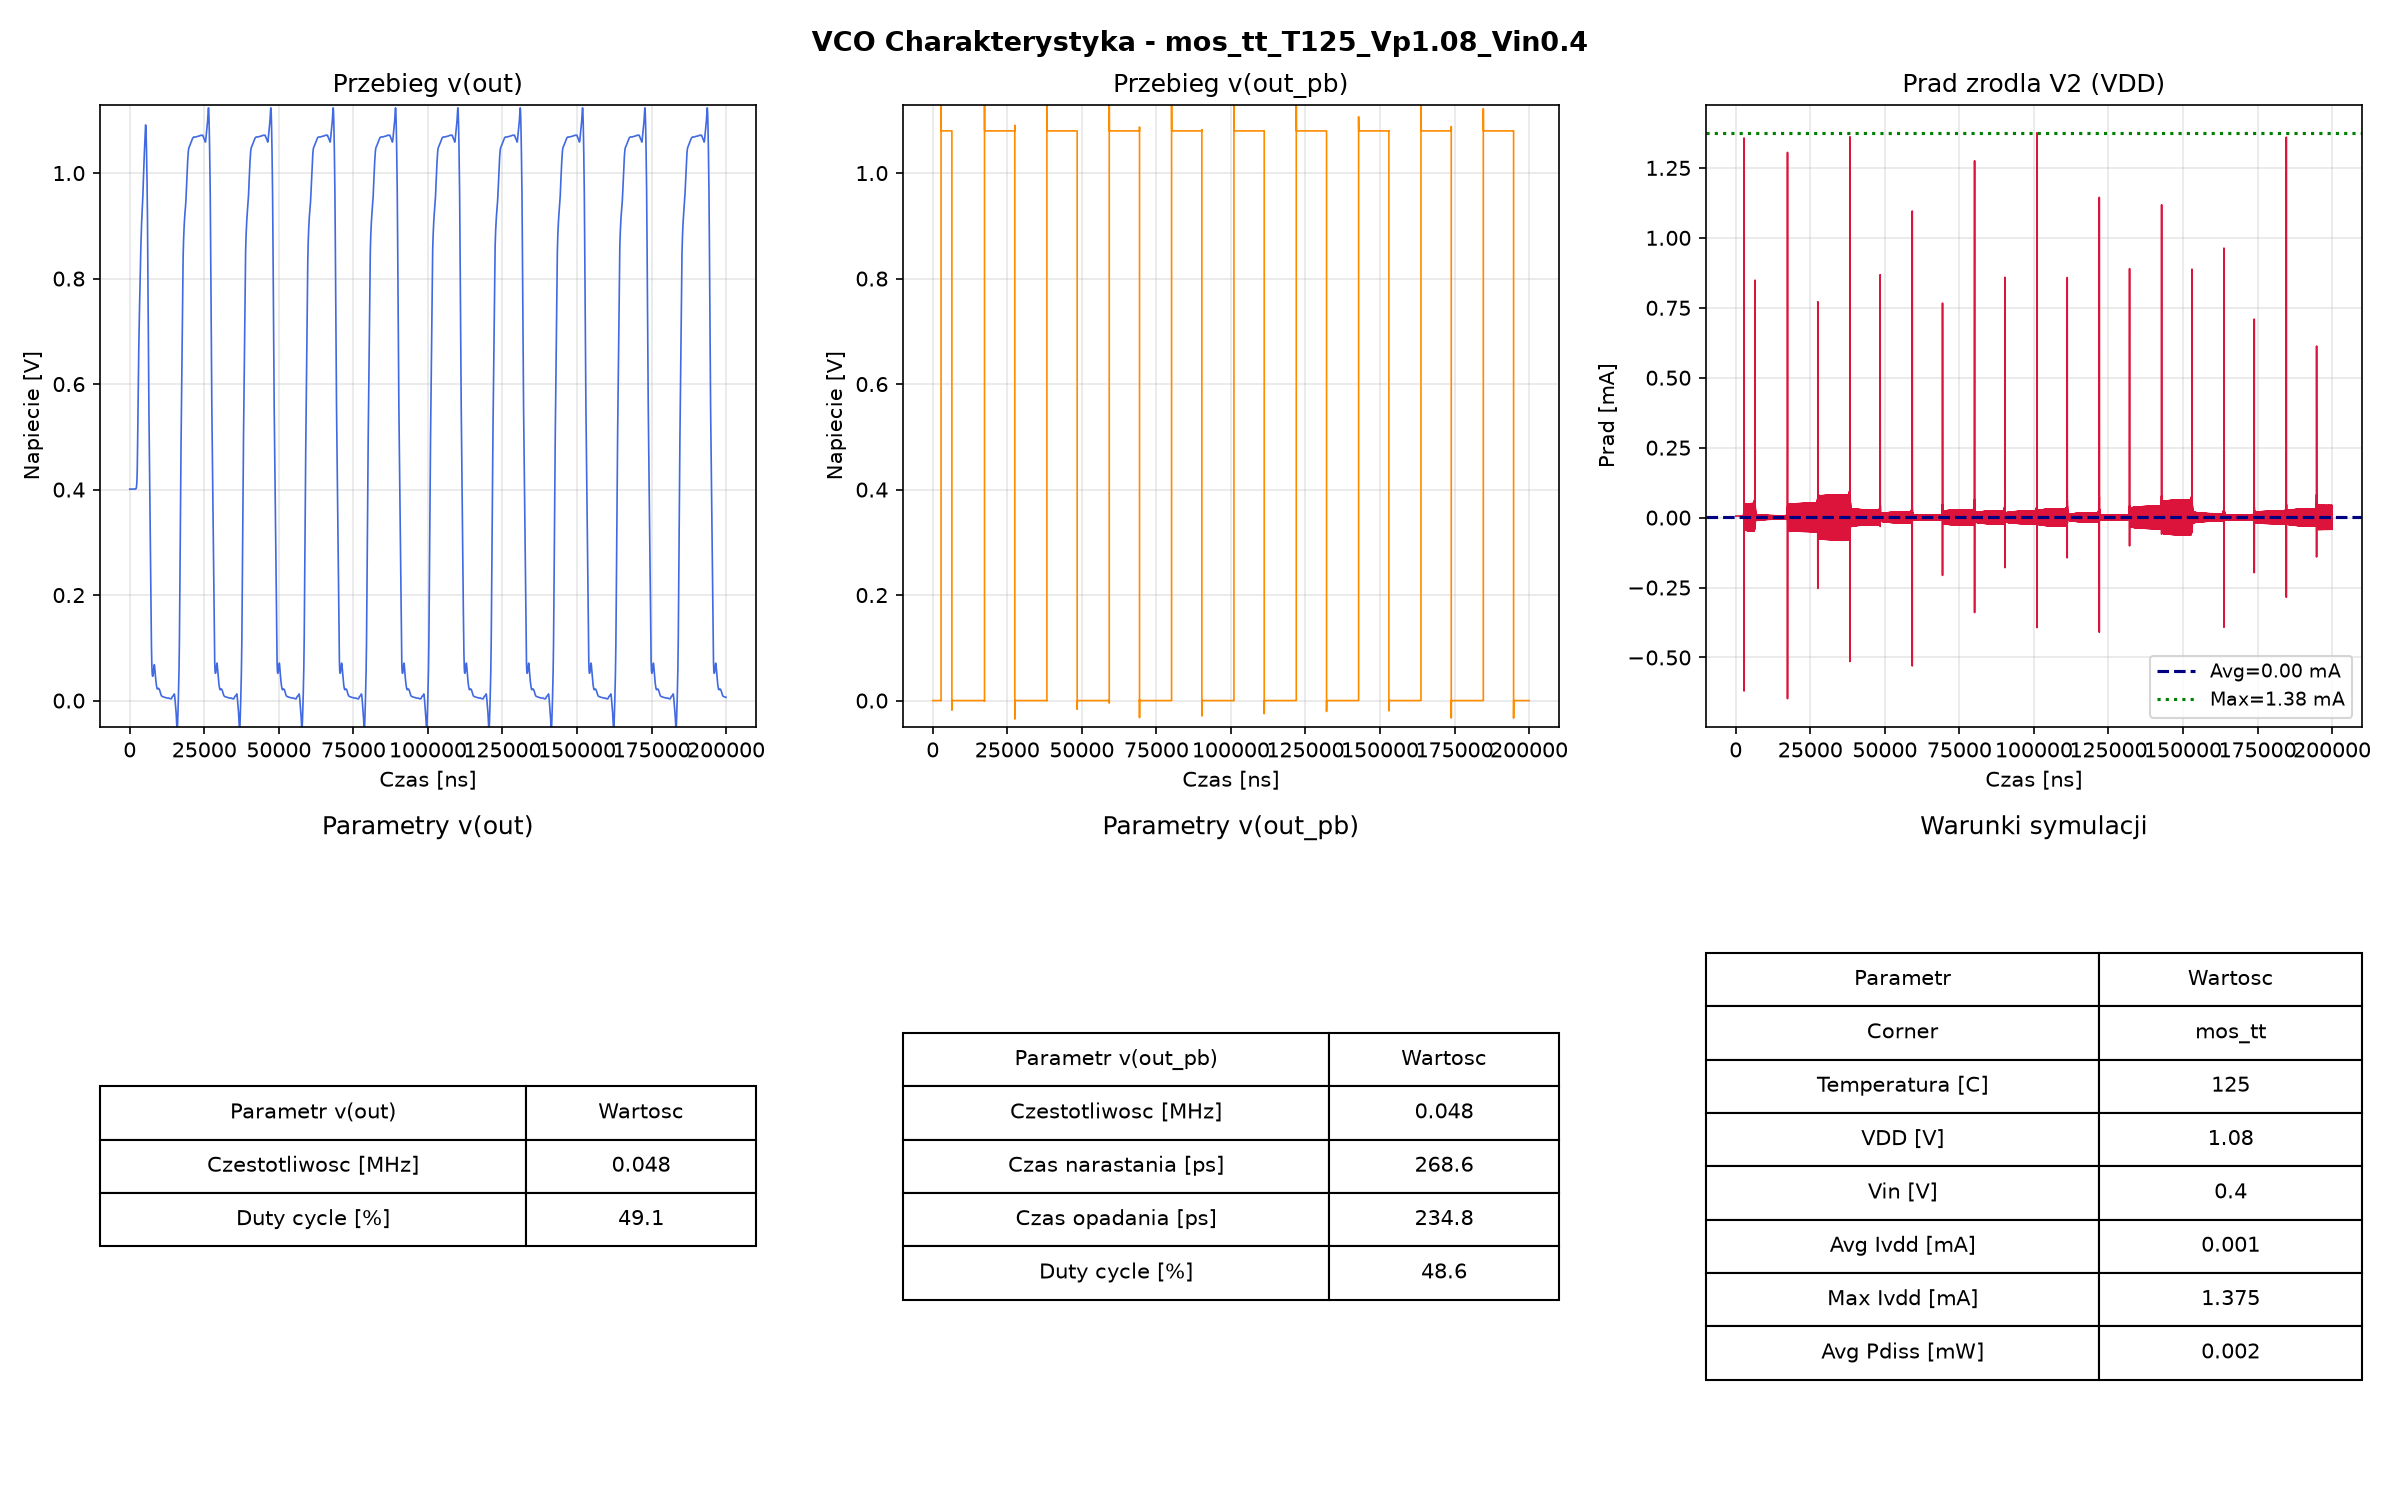 VCO Charakterystyka - mos_tt_T125_Vp1.08_Vin0.4
Przebieg v(out)
Napiecie [V]
1.0
0.8
0.6
0.4
0.2
0.0
0 25000 50000 75000 100000 125000 150000 175000 200000
Czas [ns]
Przebieg v(out_pb)
Napiecie [V]
1.0
0.8
0.6
0.4
0.2
0.0
0 25000 50000 75000 100000 125000 150000 175000 200000
Czas [ns]
Prad zrodla V2 (VDD)
Prad [mA]
1.25
1.00
0.75
0.50
0.25
0.00
−0.25
−0.50
Avg=0.00 mA
Max=1.38 mA
0 25000 50000 75000 100000 125000 150000 175000 200000
Czas [ns]
Parametry v(out)
Parametr v(out) Wartosc
Czestotliwosc [MHz] 0.048
Duty cycle [%] 49.1
Parametry v(out_pb)
Parametr v(out_pb) Wartosc
Czestotliwosc [MHz] 0.048
Czas narastania [ps] 268.6
Czas opadania [ps] 234.8
Duty cycle [%] 48.6
Warunki symulacji
Parametr Wartosc
Corner mos_tt
Temperatura [C] 125
VDD [V] 1.08
Vin [V] 0.4
Avg Ivdd [mA] 0.001
Max Ivdd [mA] 1.375
Avg Pdiss [mW] 0.002